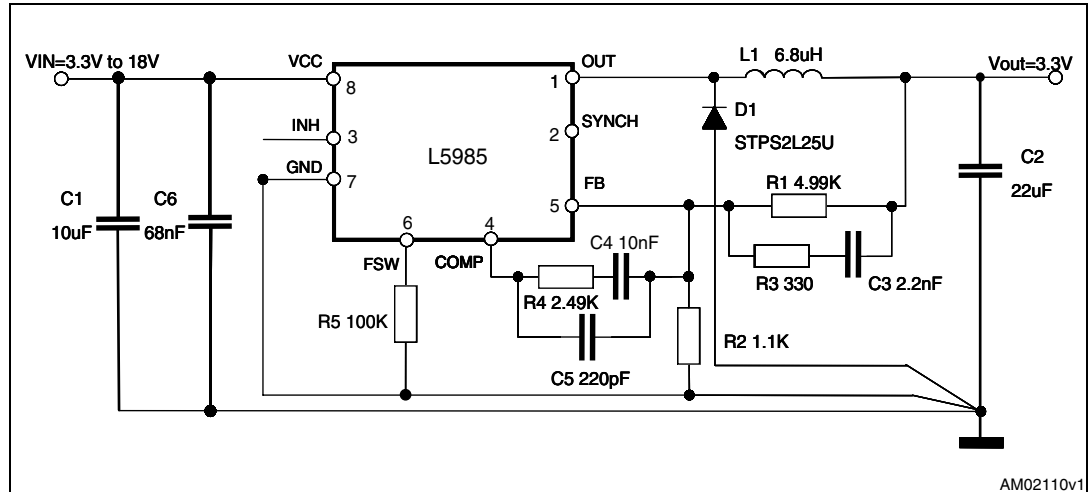 VIN=3.3V to 18V
VCC
8
INH
3
GND
7
L5985
OUT
1
SYNCH
2
FB
5
6
FSW
4
COMP
L1 6.8uH
Vout=3.3V
D1
STPS2L25U
C2
22uF
C1
10uF
C6
68nF
R1 4.99K
R3 330
C3 2.2nF
C4 10nF
R4 2.49K
C5 220pF
R5 100K
R2 1.1K
AM02110v1